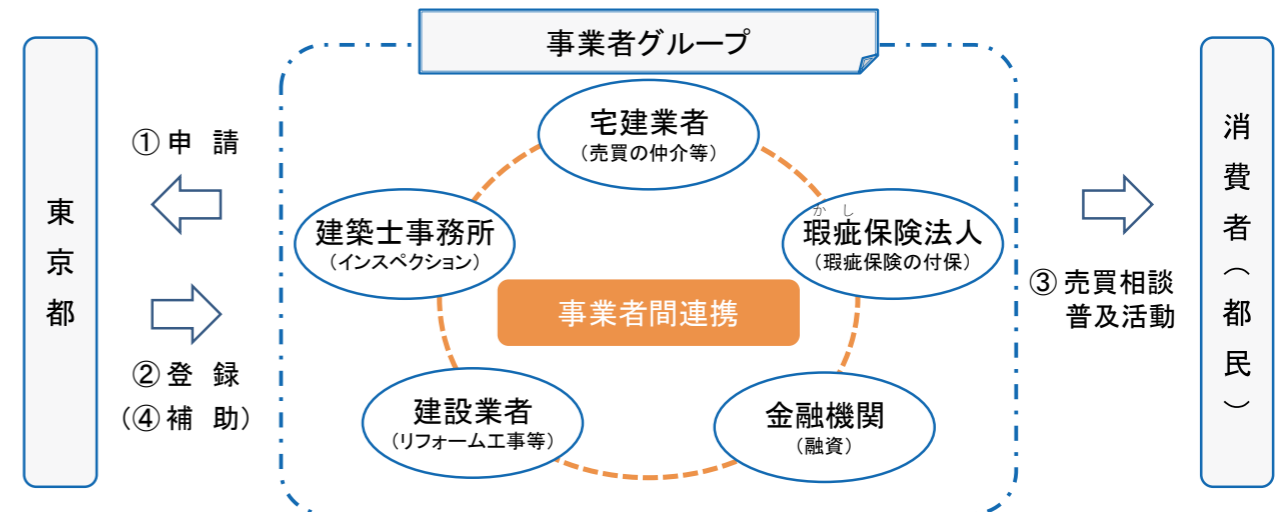 事業者グループ
東京都
① 申 請
② 登 録
(④ 補 助)
宅建業者
(売買の仲介等)
建築士事務所
(インスペクション)
かし
瑕疵保険法人
(瑕疵保険の付保)
事業者間連携
建設業者
(リフォーム工事等)
金融機関
(融資)
③ 売買相談
普及活動
消費者(都民)